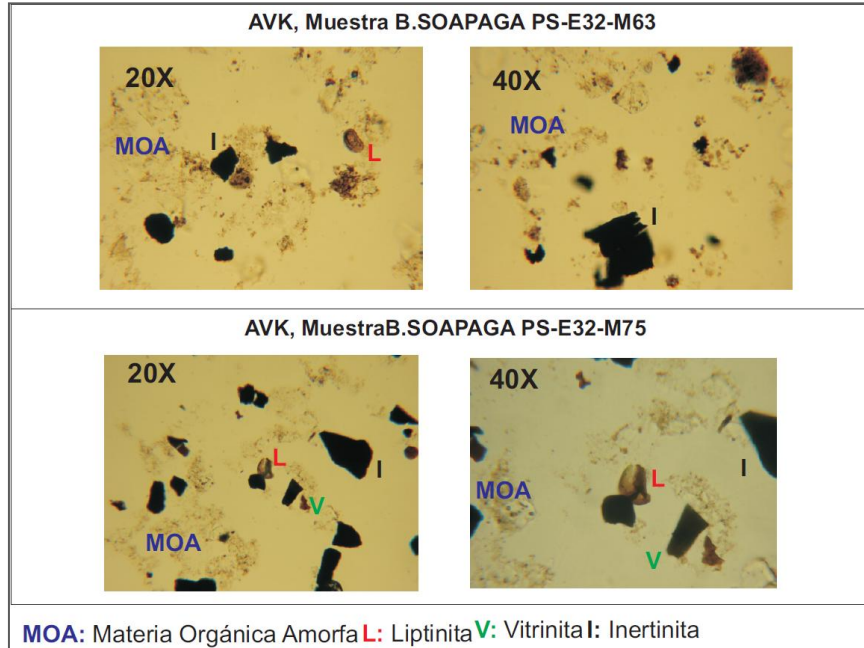 AVK, Muestra B.SOAPAGA PS-E32-M63
20X
MOA
I
L
40X
MOA
I
AVK, MuestraB.SOAPAGA PS-E32-M75
20X
L
I
V
MOA
40X
I
L
MOA
V
MOA: Materia Orgánica Amorfa L: Liptinita V: Vitrinita I: Inertinita